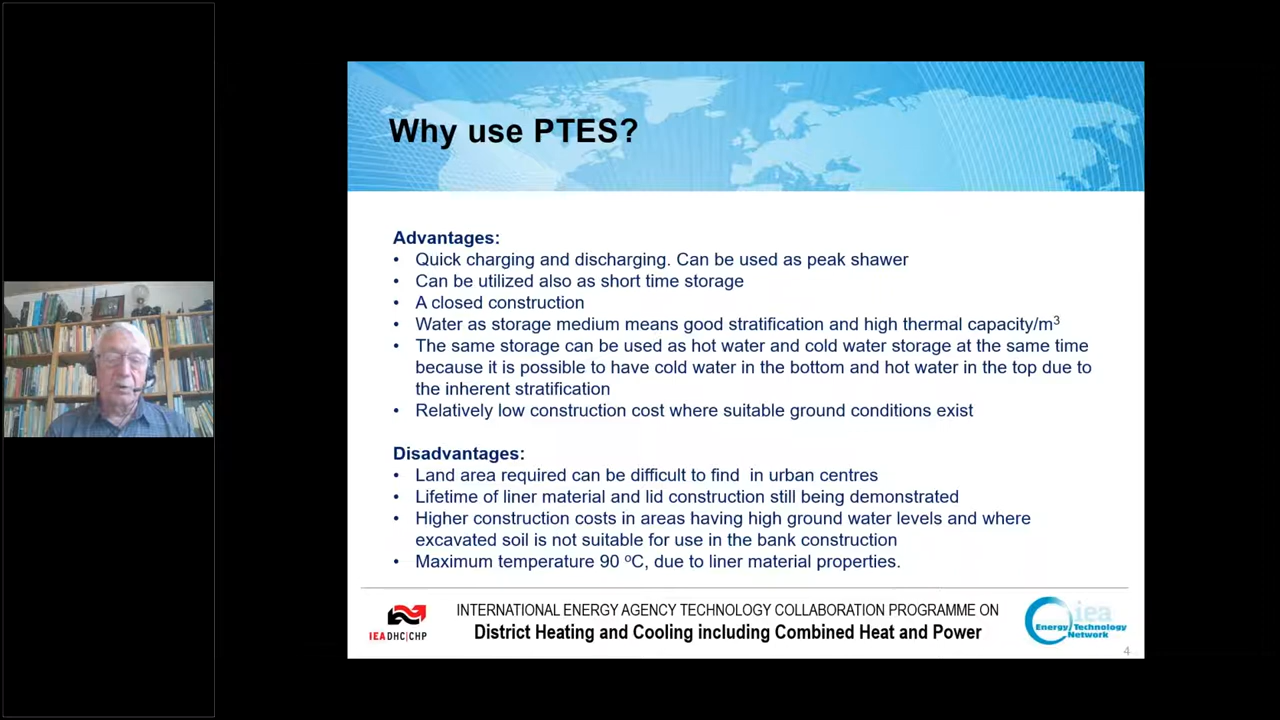 Why use PTES?
Advantages:
• Quick charging and discharging. Can be used as peak shawer
• Can be utilized also as short time storage
• A closed construction
• Water as storage medium means good stratification and high thermal capacity/m³
• The same storage can be used as hot water and cold water storage at the same time
because it is possible to have cold water in the bottom and hot water in the top due to
the inherent stratification
• Relatively low construction cost where suitable ground conditions exist
Disadvantages:
• Land area required can be difficult to find in urban centres
• Lifetime of liner material and lid construction still being demonstrated
• Higher construction costs in areas having high ground water levels and where
excavated soil is not suitable for use in the bank construction
• Maximum temperature 90 ºC, due to liner material properties.
IEA DHC|CHP
INTERNATIONAL ENERGY AGENCY TECHNOLOGY COLLABORATION PROGRAMME ON
District Heating and Cooling including Combined Heat and Power
iea
Energy Technology
Network
4